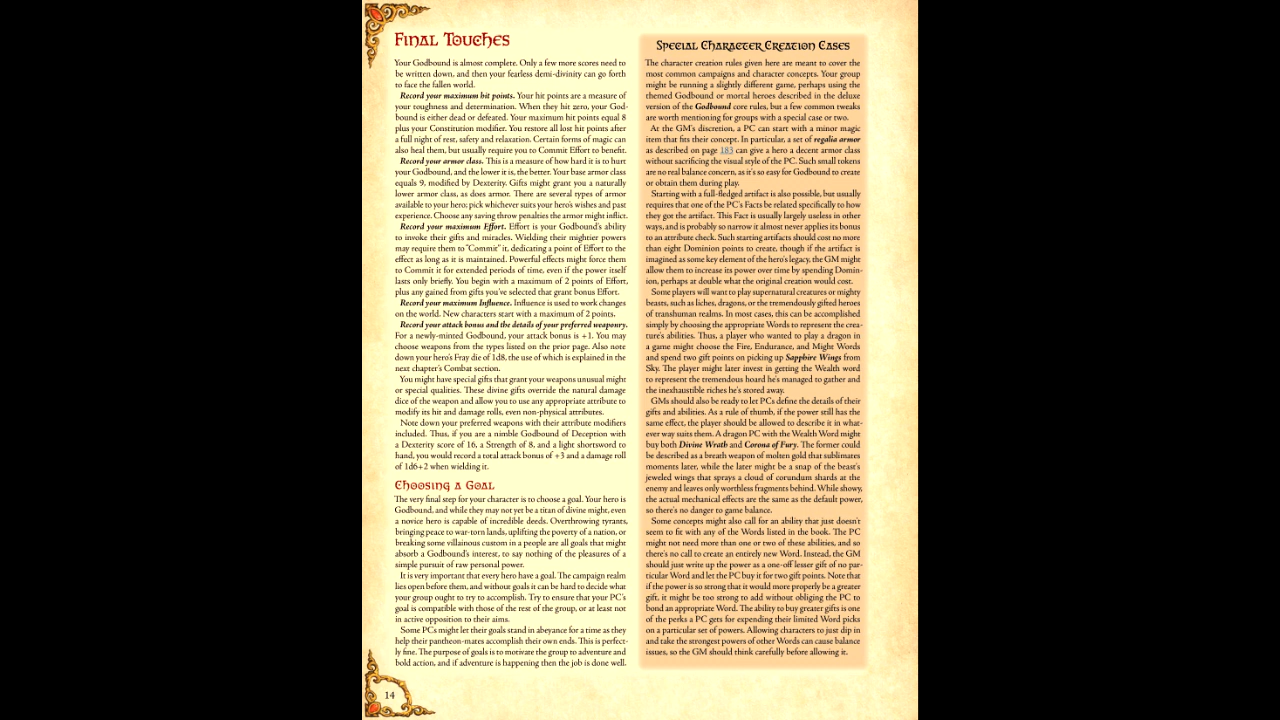 Final Touches
Your Godbound is almost complete. Only a few more scores need to
be written down, and then your fearless demi-divinity can go forth
to face the fallen world.
Record your maximum hit points. Your hit points are a measure of
your toughness and determination. When they hit zero, your God-
bound is either dead or defeated. Your maximum hit points equal 8
plus your Constitution modifier. You restore all lost hit points after
a full night of rest, safety and relaxation. Certain forms of magic can
also heal them, but usually require you to Commit Effort to benefit.
Record your armor class. This is a measure of how hard it is to hurt
your Godbound, and the lower it is, the better. Your base armor class
equals 9, modified by Dexterity. Gifts might grant you a naturally
lower armor class, as does armor. There are several types of armor
available to your hero; pick whichever suits your hero's wishes and past
experience. Choose any saving throw penalties the armor might inflict.
Record your maximum Effort. Effort is your Godbound's ability
to invoke their gifts and miracles. Wielding their mightier powers
may require them to "Commit" it, dedicating a point of Effort to the
effect as long as it is maintained. Powerful effects might force them
to Commit it for extended periods of time, even if the power itself
lasts only briefly. You begin with a maximum of 2 points of Effort,
plus any gained from gifts you've selected that grant bonus Effort.
Record your maximum Influence. Influence is used to work changes
on the world. New characters start with a maximum of 2 points.
Record your attack bonus and the details of your preferred weaponry.
For a newly-minted Godbound, your attack bonus is +1. You may
choose weapons from the types listed on the prior page. Also note
down your hero's Fray die of 1d8, the use of which is explained in the
next chapter's Combat section.
You might have special gifts that grant your weapons unusual might
or special qualities. These divine gifts override the natural damage
dice of the weapon and allow you to use any appropriate attribute to
modify its hit and damage rolls, even non-physical attributes.
Note down your preferred weapons with their attribute modifiers
included. Thus, if you are a nimble Godbound of Deception with
a Dexterity score of 16, a Strength of 8, and a light shortsword to
hand, you would record a total attack bonus of +3 and a damage roll
of 1d6+2 when wielding it.
Choosing a Goal
The very final step for your character is to choose a goal. Your hero is
Godbound, and while they may not yet be a titan of divine might, even
a novice hero is capable of incredible deeds. Overthrowing tyrants,
bringing peace to war-torn lands, uplifting the poverty of a nation, or
breaking some villainous custom in a people are all goals that might
absorb a Godbound's interest, to say nothing of the pleasures of a
simple pursuit of raw personal power.
It is very important that every hero have a goal. The campaign realm
lies open before them, and without goals it can be hard to decide what
your group ought to try to accomplish. Try to ensure that your PC's
goal is compatible with those of the rest of the group, or at least not
in active opposition to their aims.
Some PCs might let their goals stand in abeyance for a time as they
help their pantheon-mates accomplish their own ends. This is perfect-
ly fine. The purpose of goals is to motivate the group to adventure and
bold action, and if adventure is happening then the job is done well.
14
Special Character Creation Cases
The character creation rules given here are meant to cover the
most common campaigns and character concepts. Your group
might be running a slightly different game, perhaps using the
themed Godbound or mortal heroes described in the deluxe
version of the Godbound core rules, but a few common tweaks
are worth mentioning for groups with a special case or two.
At the GM's discretion, a PC can start with a minor magic
item that fits their concept. In particular, a set of regalia armor
as described on page 183 can give a hero a decent armor class
without sacrificing the visual style of the PC. Such small tokens
are no real balance concern, as it's so easy for Godbound to create
or obtain them during play.
Starting with a full-fledged artifact is also possible, but usually
requires that one of the PC's Facts be related specifically to how
they got the artifact. This Fact is usually largely useless in other
ways, and is probably so narrow it almost never applies its bonus
to an attribute check. Such starting artifacts should cost no more
than eight Dominion points to create, though if the artifact is
imagined as some key element of the hero's legacy, the GM might
allow them to increase its power over time by spending Domin-
ion, perhaps at double what the original creation would cost.
Some players will want to play supernatural creatures or mighty
beasts, such as liches, dragons, or the tremendously gifted heroes
of transhuman realms. In most cases, this can be accomplished
simply by choosing the appropriate Words to represent the crea-
ture's abilities. Thus, a player who wanted to play a dragon in
a game might choose the Fire, Endurance, and Might Words
and spend two gift points on picking up Sapphire Wings from
Sky. The player might later invest in getting the Wealth word
to represent the tremendous hoard he's managed to gather and
the inexhaustible riches he's stored away.
GMs should also be ready to let PCs define the details of their
gifts and abilities. As a rule of thumb, if the power still has the
same effect, the player should be allowed to describe it in what-
ever way suits them. A dragon PC with the Wealth Word might
buy both Divine Wrath and Corona of Fury. The former could
be described as a breath weapon of molten gold that sublimates
moments later, while the later might be a snap of the beast's
jeweled wings that sprays a cloud of corundum shards at the
enemy and leaves only worthless fragments behind. While showy,
the actual mechanical effects are the same as the default power,
so there's no danger to game balance.
Some concepts might also call for an ability that just doesn't
seem to fit with any of the Words listed in the book. The PC
might not need more than one or two of these abilities, and so
there's no call to create an entirely new Word. Instead, the GM
should just write up the power as a one-off lesser gift of no par-
ticular Word and let the PC buy it for two gift points. Note that
if the power is so strong that it would more properly be a greater
gift, it might be too strong to add without obliging the PC to
bond an appropriate Word. The ability to buy greater gifts is one
of the perks a PC gets for expending their limited Word picks
on a particular set of powers. Allowing characters to just dip in
and take the strongest powers of other Words can cause balance
issues, so the GM should think carefully before allowing it.